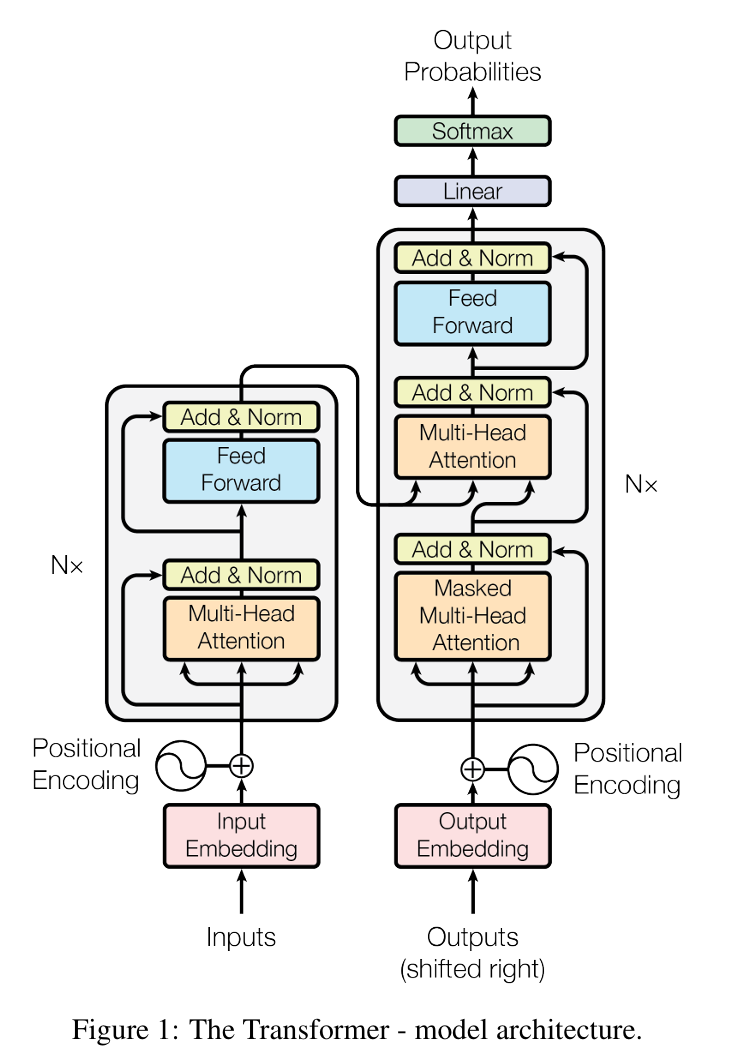 Output
Probabilities
Softmax
Linear
Add & Norm
Feed
Forward
Add & Norm
Multi-Head
Attention
Add & Norm
Masked
Multi-Head
Attention
N×
Add & Norm
Feed
Forward
Add & Norm
Multi-Head
Attention
N×
Positional
Encoding
Positional
Encoding
Input
Embedding
Output
Embedding
Inputs
Outputs
(shifted right)
Figure 1: The Transformer - model architecture.